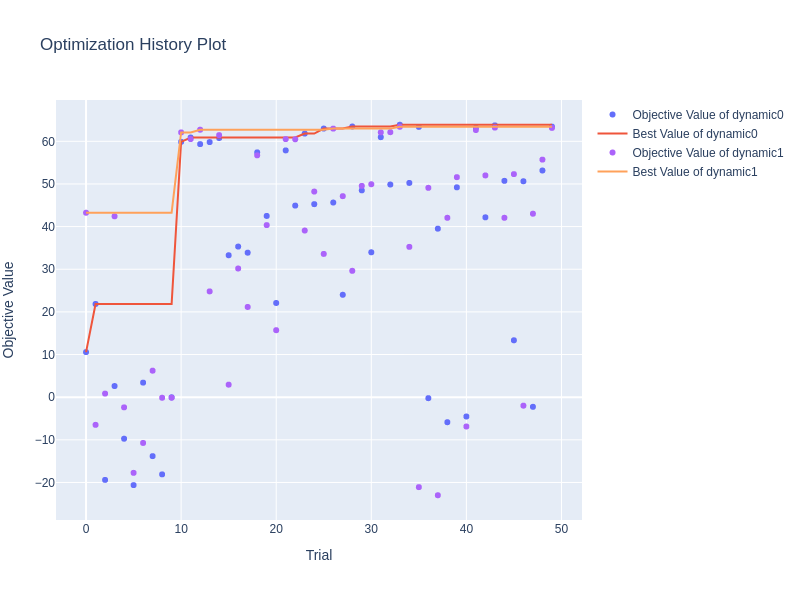 Optimization History Plot
Objective Value of dynamic0
Best Value of dynamic0
Objective Value of dynamic1
Best Value of dynamic1
60
50
40
30
20
10
0
−10
−20
Objective Value
0
10
20
30
40
50
Trial